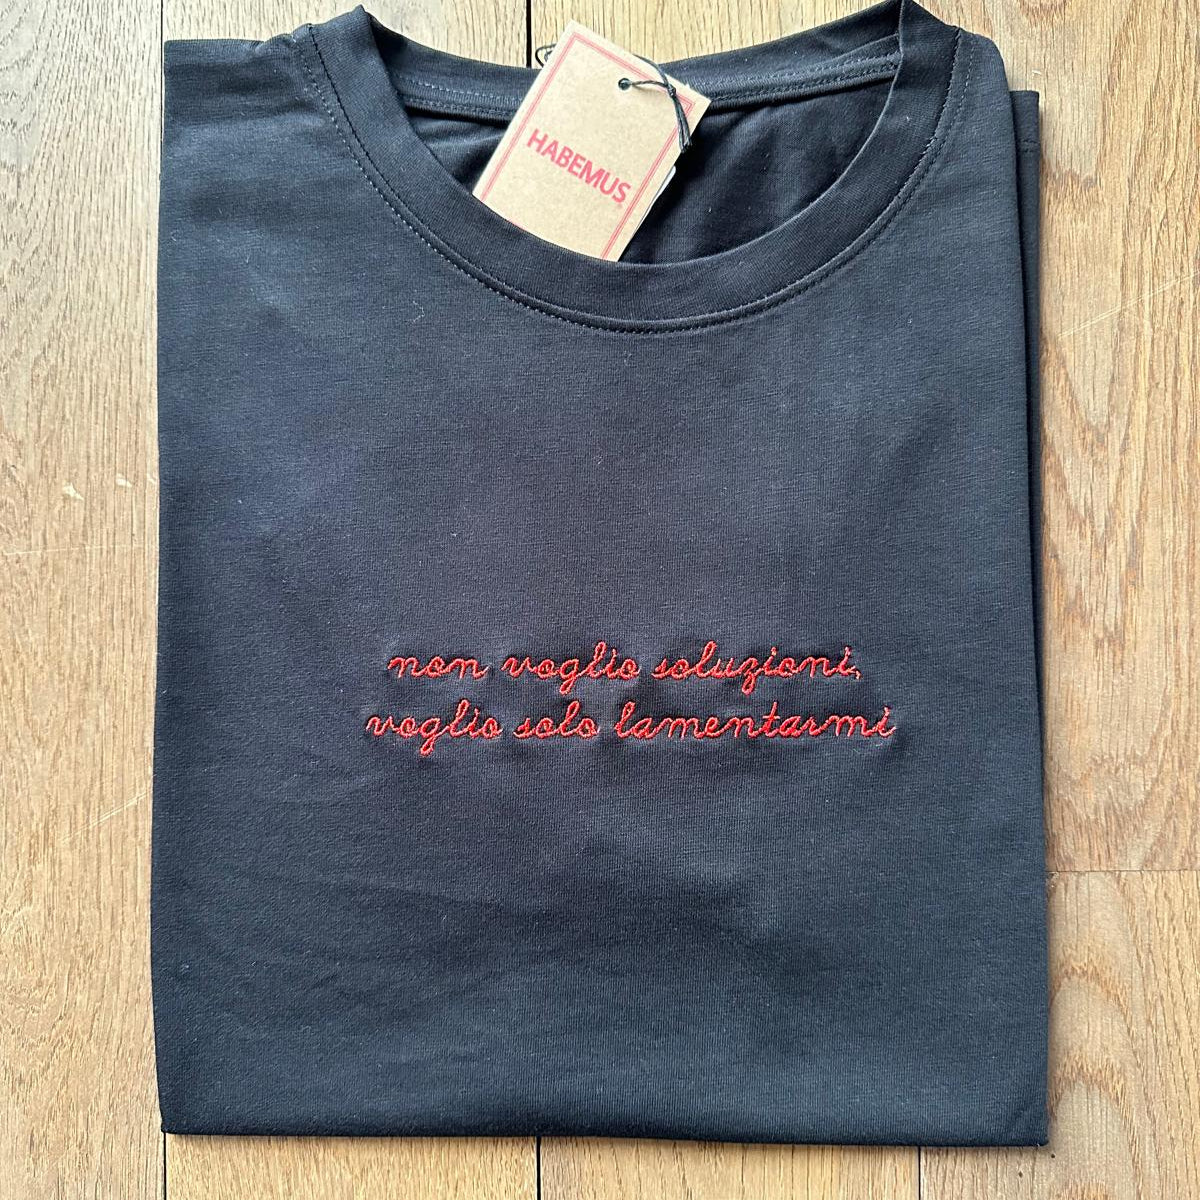 HABEMUS
non voglio soluzioni,
voglio solo lamentarmi